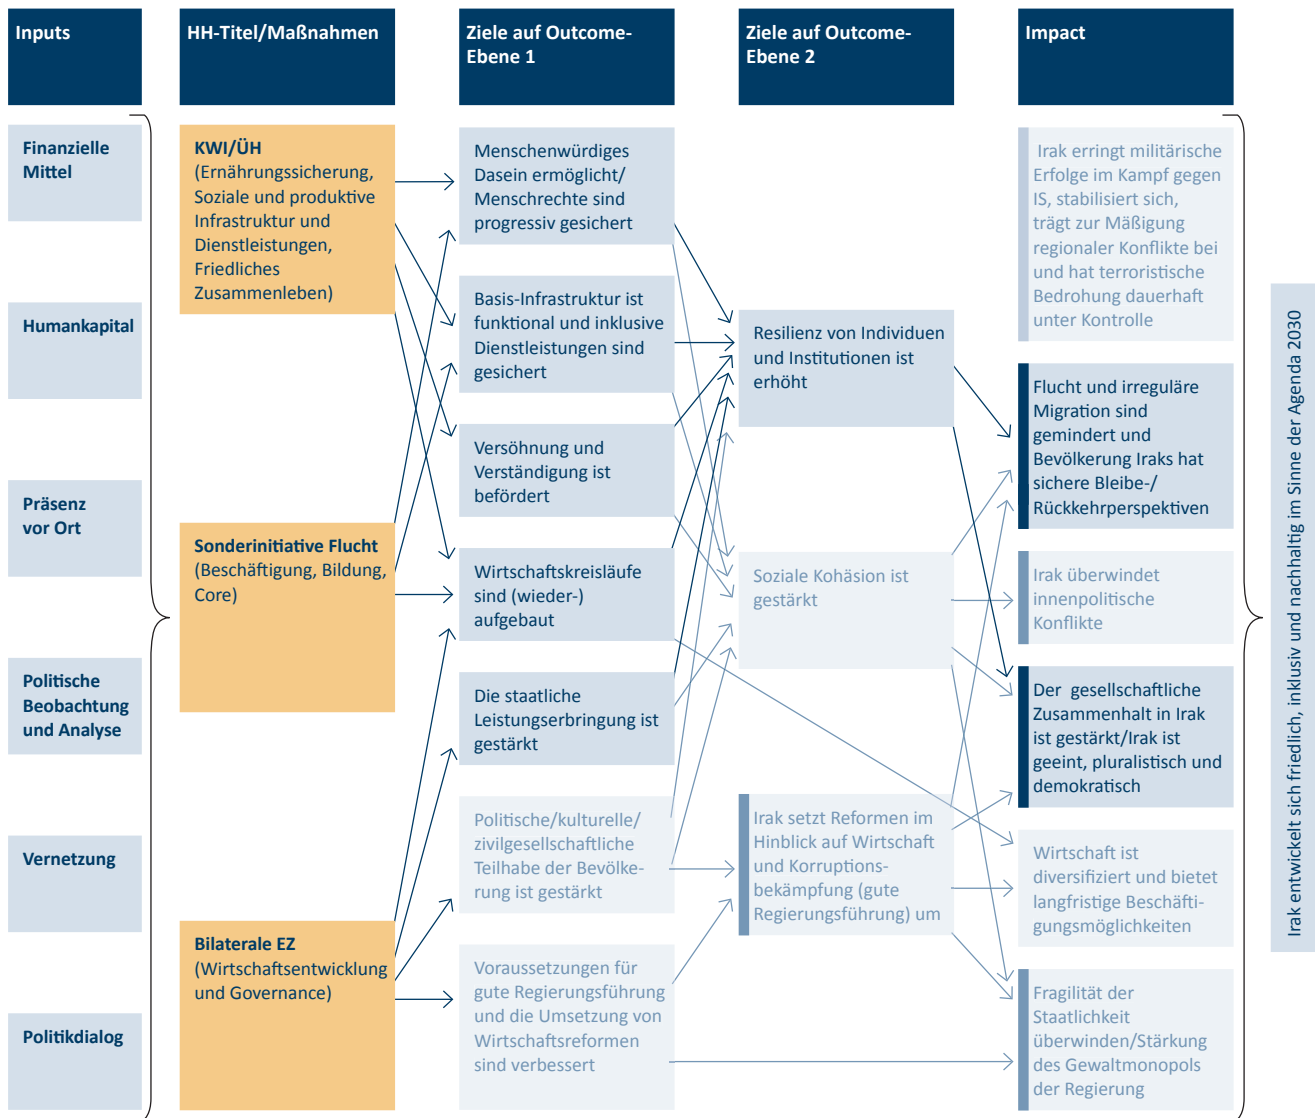 Inputs
HH-Titel/Maßnahmen
Ziele auf Outcome-
Ebene 1
Ziele auf Outcome-
Ebene 2
Impact
Finanzielle
Mittel
Humankapital
Präsenz
vor Ort
Politische
Beobachtung
und Analyse
Vernetzung
Politikdialog
KWI/ÜH
(Ernährungssicherung,
Soziale und produktive
Infrastruktur und
Dienstleistungen,
Friedliches
Zusammenleben)
Sonderinitiative Flucht
(Beschäftigung, Bildung,
Core)
Bilaterale EZ
(Wirtschaftsentwicklung
und Governance)
Menschenwürdiges
Dasein ermöglicht/
Menschrechte sind
progressiv gesichert
Basis-Infrastruktur ist
funktional und inklusive
Dienstleistungen sind
gesichert
Versöhnung und
Verständigung ist
befördert
Wirtschaftskreisläufe
sind (wieder-)
aufgebaut
Die staatliche
Leistungserbringung ist
gestärkt
Politische/kulturelle/
zivilgesellschaftliche
Teilhabe der Bevölke-
rung ist gestärkt
Voraussetzungen für
gute Regierungsführung
und die Umsetzung von
Wirtschaftsreformen
sind verbessert
Resilienz von Individuen
und Institutionen ist
erhöht
Soziale Kohäsion ist
gestärkt
Irak setzt Reformen im
Hinblick auf Wirtschaft
und Korruptions-
bekämpfung (gute
Regierungsführung) um
Irak erringt militärische
Erfolge im Kampf gegen
IS, stabilisiert sich,
trägt zur Mäßigung
regionaler Konflikte bei
und hat terroristische
Bedrohung dauerhaft
unter Kontrolle
Flucht und irreguläre
Migration sind
gemindert und
Bevölkerung Iraks hat
sichere Bleibe-/
Rückkehrperspektiven
Irak überwindet
innenpolitische
Konflikte
Der gesellschaftliche
Zusammenhalt in Irak
ist gestärkt/Irak ist
geeint, pluralistisch und
demokratisch
Wirtschaft ist
diversifiziert und bietet
langfristige Beschäfti-
gungsmöglichkeiten
Fragilität der
Staatlichkeit
überwinden/Stärkung
des Gewaltmonopols
der Regierung
Irak entwickelt sich friedlich, inklusiv und nachhaltig im Sinne der Agenda 2030